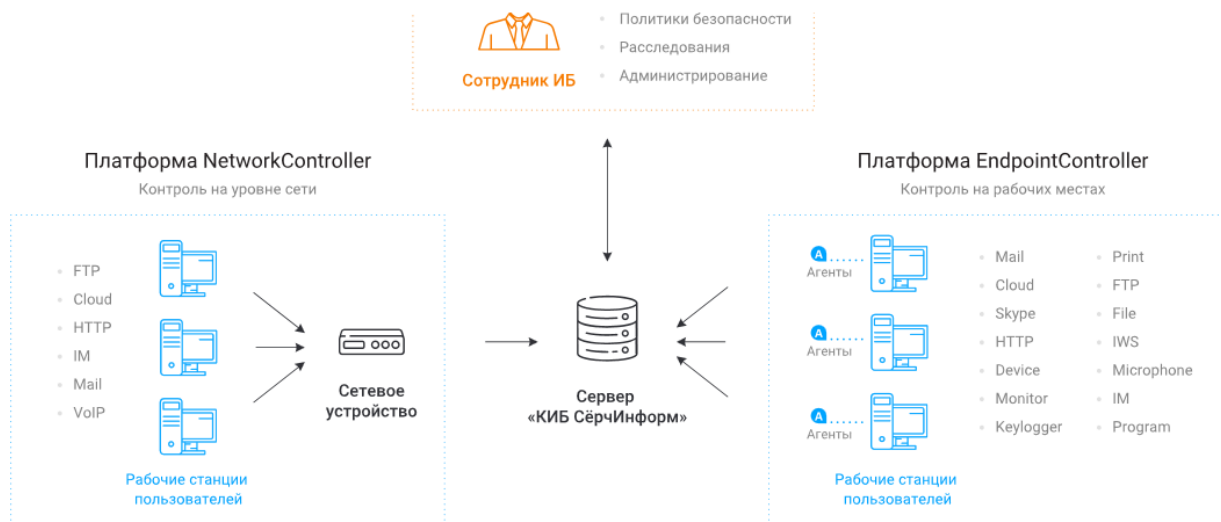 Политики безопасности
Расследования
Администрирование
Сотрудник ИБ
Платформа NetworkController
Контроль на уровне сети
FTP
Cloud
HTTP
IM
Mail
VoIP
Рабочие станции
пользователей
Сетевое
устройство
Сервер
«КИБ СёрчИнформ»
Платформа EndpointController
Контроль на рабочих местах
А
Агенты
А
Агенты
А
Агенты
Рабочие станции
пользователей
Mail
Cloud
Skype
HTTP
Device
Monitor
Keylogger
Print
FTP
File
IWS
Microphone
IM
Program